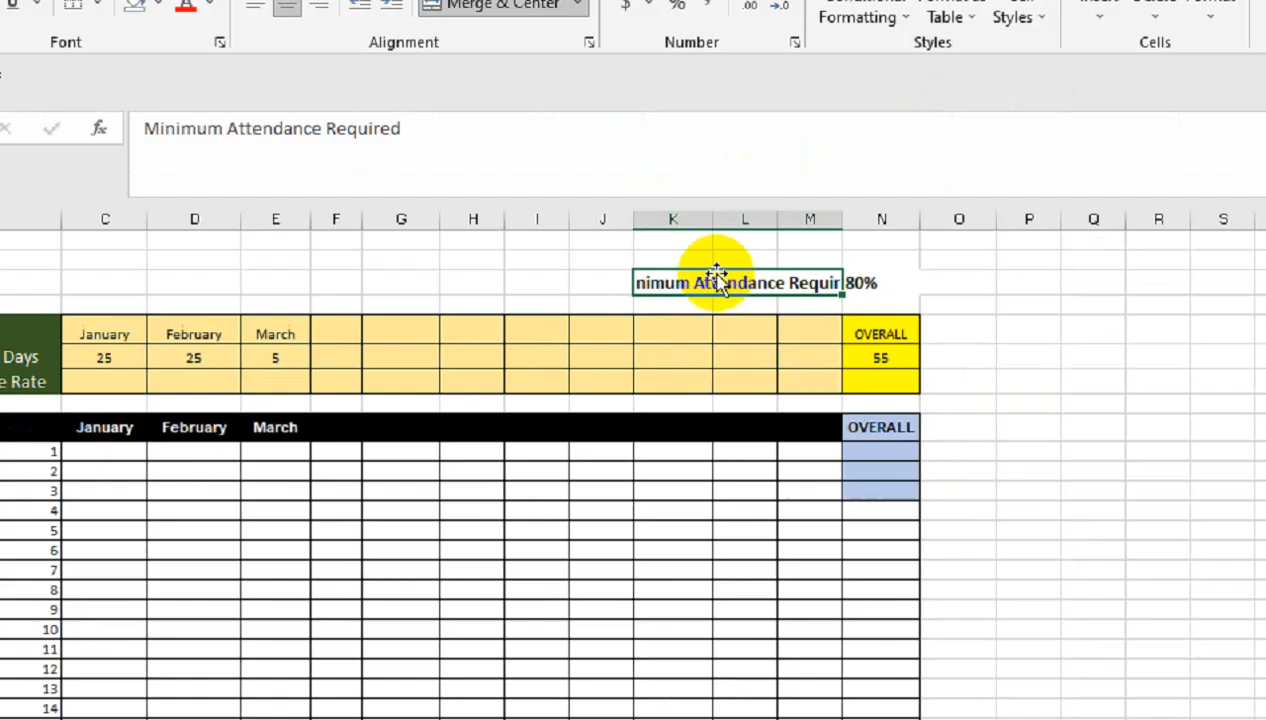 Merge & Center
$ % ,
.00 →.0
Formatting Table Styles
Font Alignment Number Styles Cells
fx Minimum Attendance Required
C D E F G H I J K L M N O P Q R S
nimum Attendance Requir 80%
January February March OVERALL
Days 25 25 5 55
e Rate
January February March OVERALL
1
2
3
4
5
6
7
8
9
10
11
12
13
14